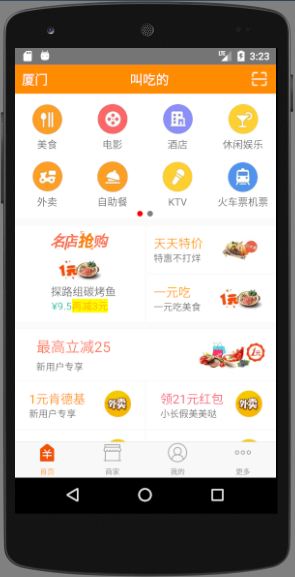 3:23
厦门 叫吃的
美食 电影 酒店 休闲娱乐
外卖 自助餐 KTV 火车票机票
名店抢购
天天特价
特惠不打烊
1元
探路组碳烤鱼
¥9.5再减3元
一元吃
一元吃美食
最高立减25
新用户专享
1元
1元肯德基
新用户专享
外卖
领21元红包
小长假美美哒
外卖
首页 商家 我的 更多